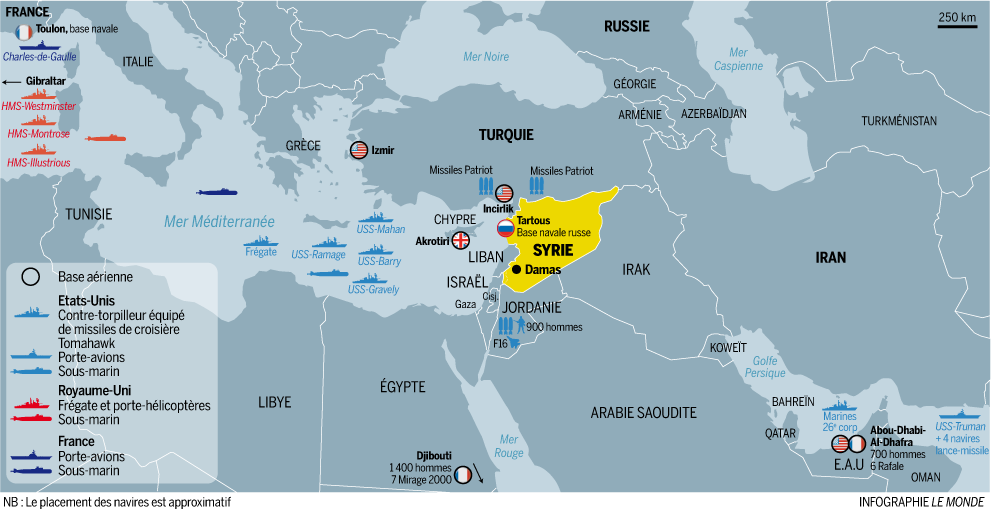 FRANCE
Toulon, base navale
Charles-de-Gaulle
Gibraltar
HMS-Westminster
HMS-Montrose
HMS-Illustrious
ITALIE
TUNISIE
Mer Méditerranée
GRÈCE
Izmir
Mer Noire
RUSSIE
250 km
Mer
Caspienne
GÉORGIE
ARMÉNIE
AZERBAÏDJAN
TURKMÉNISTAN
TURQUIE
Missiles Patriot
Missiles Patriot
Incirlik
CHYPRE
Akrotiri
Tartous
Base navale russe
SYRIE
Damas
LIBAN
ISRAËL
Cisj.
Gaza
JORDANIE
900 hommes
F16
IRAK
IRAN
Frégate
USS-Mahan
USS-Ramage
USS-Barry
USS-Gravely
LIBYE
ÉGYPTE
Mer
Rouge
Djibouti
1 400 hommes
7 Mirage 2000
ARABIE SAOUDITE
KOWEÏT
Golfe
Persique
BAHREÏN
QATAR
Marines
26e corp
Abou-Dhabi-
Al-Dhafra
700 hommes
6 Rafale
E.A.U
OMAN
USS-Truman
+ 4 navires
lance-missile
Base aérienne
Etats-Unis
Contre-torpilleur équipé
de missiles de croisière
Tomahawk
Porte-avions
Sous-marin
Royaume-Uni
Frégate et porte-hélicoptères
Sous-marin
France
Porte-avions
Sous-marin
NB : Le placement des navires est approximatif
INFOGRAPHIE LE MONDE